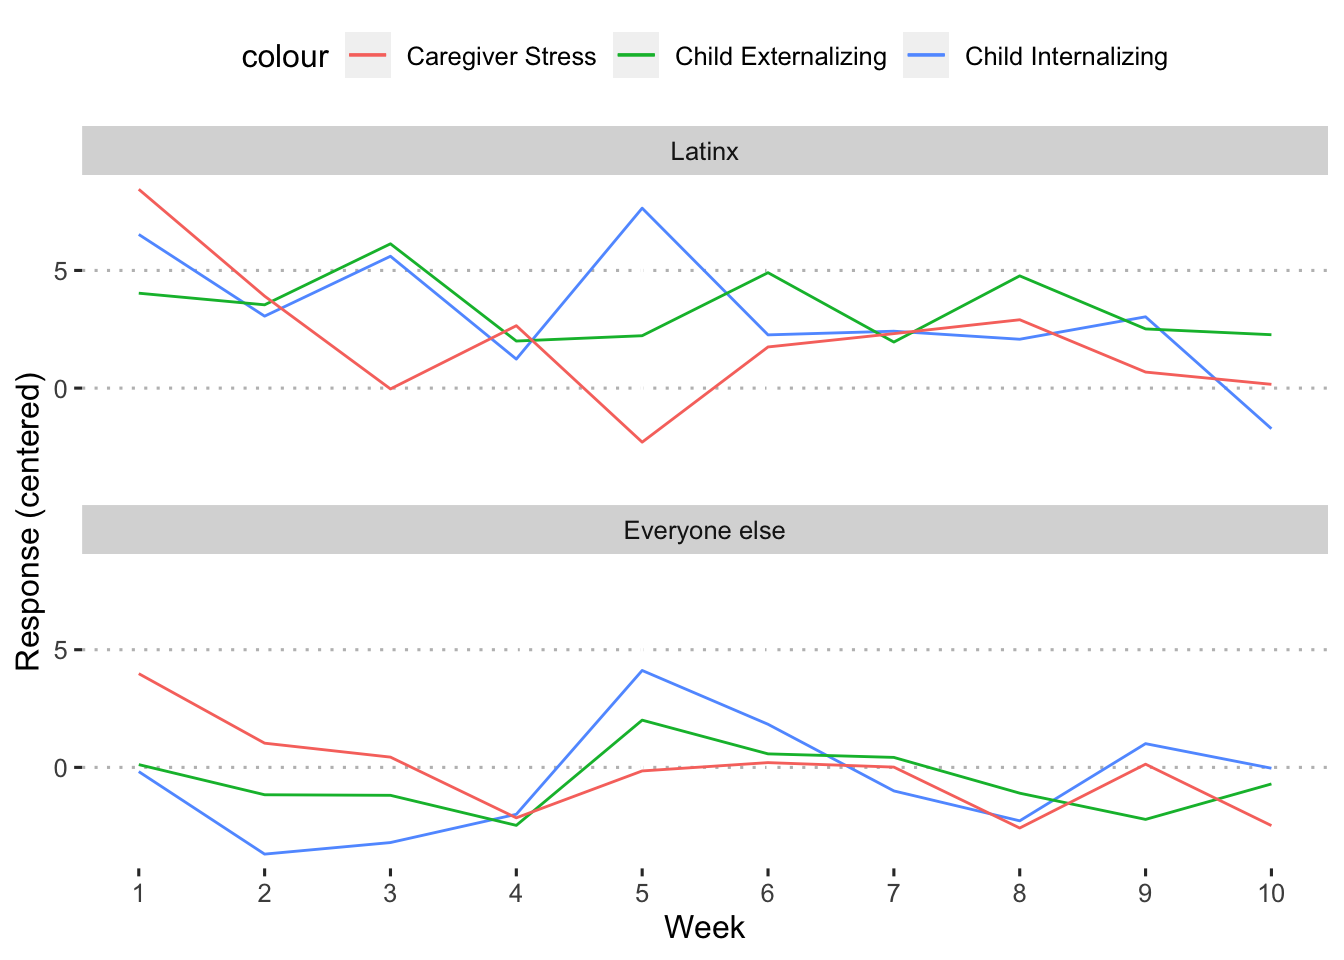 colour Caregiver Stress Child Externalizing Child Internalizing
Latinx
5
0
Everyone else
5
0
Response (centered)
1 2 3 4 5 6 7 8 9 10
Week